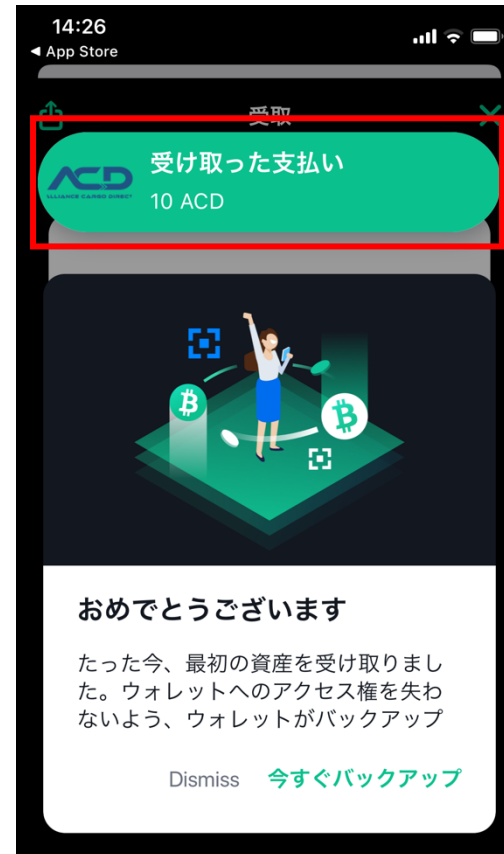 14:26
◀ App Store
受取
ACD
ALLIANCE CARGO DIRECT
受け取った支払い
10 ACD
おめでとうございます
たった今、最初の資産を受け取りまし
た。ウォレットへのアクセス権を失わ
ないよう、ウォレットがバックアップ
Dismiss 今すぐバックアップ